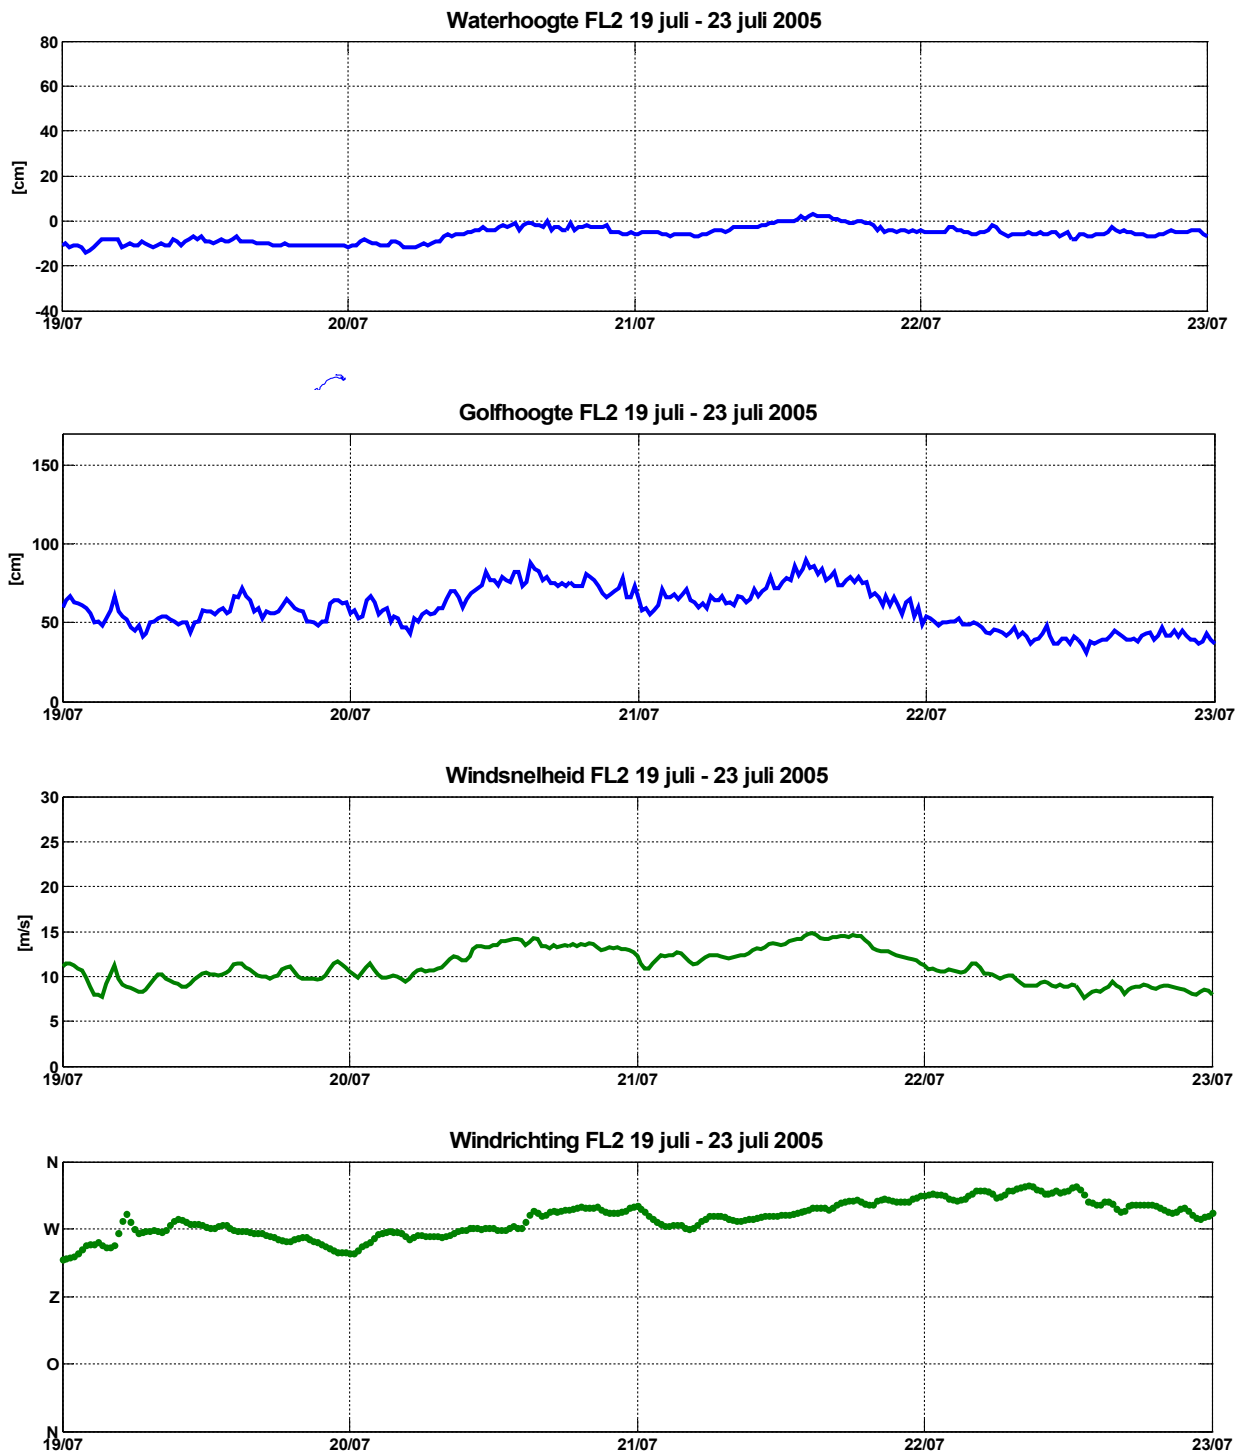 Waterhoogte FL2 19 juli - 23 juli 2005
80
60
40
20
0
-20
-40
[cm]
19/07 20/07 21/07 22/07 23/07
Golfhoogte FL2 19 juli - 23 juli 2005
150
100
50
0
[cm]
19/07 20/07 21/07 22/07 23/07
Windsnelheid FL2 19 juli - 23 juli 2005
30
25
20
15
10
5
0
[m/s]
19/07 20/07 21/07 22/07 23/07
Windrichting FL2 19 juli - 23 juli 2005
N
W
Z
O
N
19/07 20/07 21/07 22/07 23/07